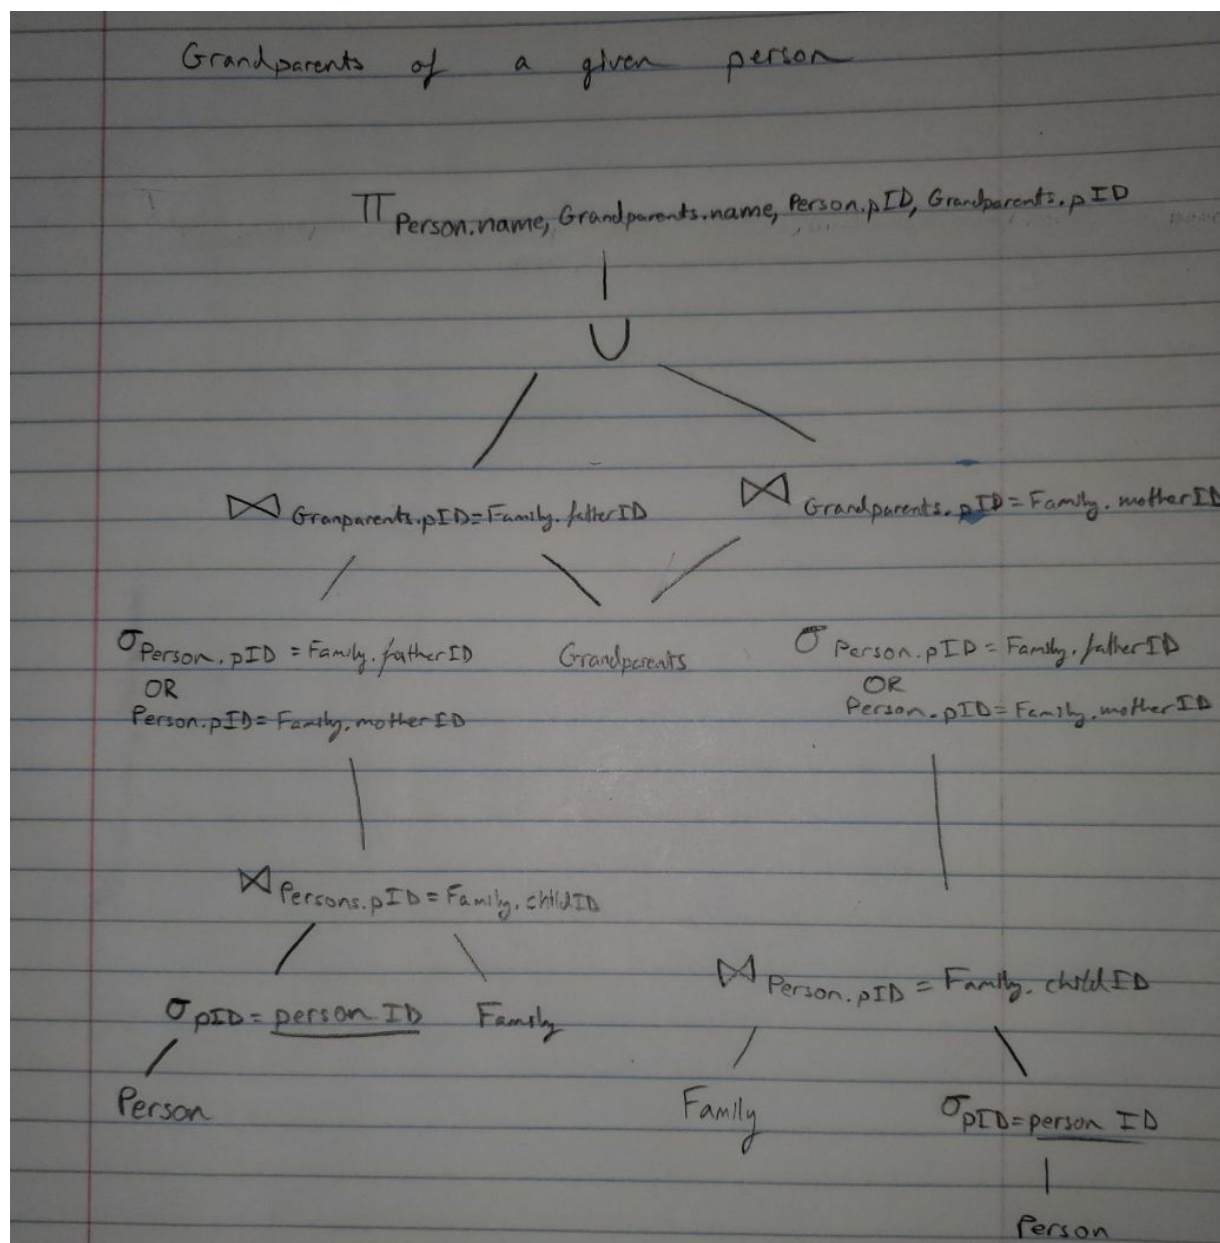 Grandparents of a given person
π Person.name, Grandparents.name, Person.pID, Grandparents.pID
∪
⋈ Granparents.pID=Family.fatherID
⋈ Grandparents.pID=Family.motherID
σ Person.pID = Family.fatherID
OR
Person.pID=Family.motherID
Grandparents
σ Person.pID=Family.fatherID
OR
Person.pID=Family.motherID
⋈ Persons.pID=Family.childID
⋈ Person.pID = Family.childID
σ pID= person ID
Family
Person
Family
σ pID=person ID
Person